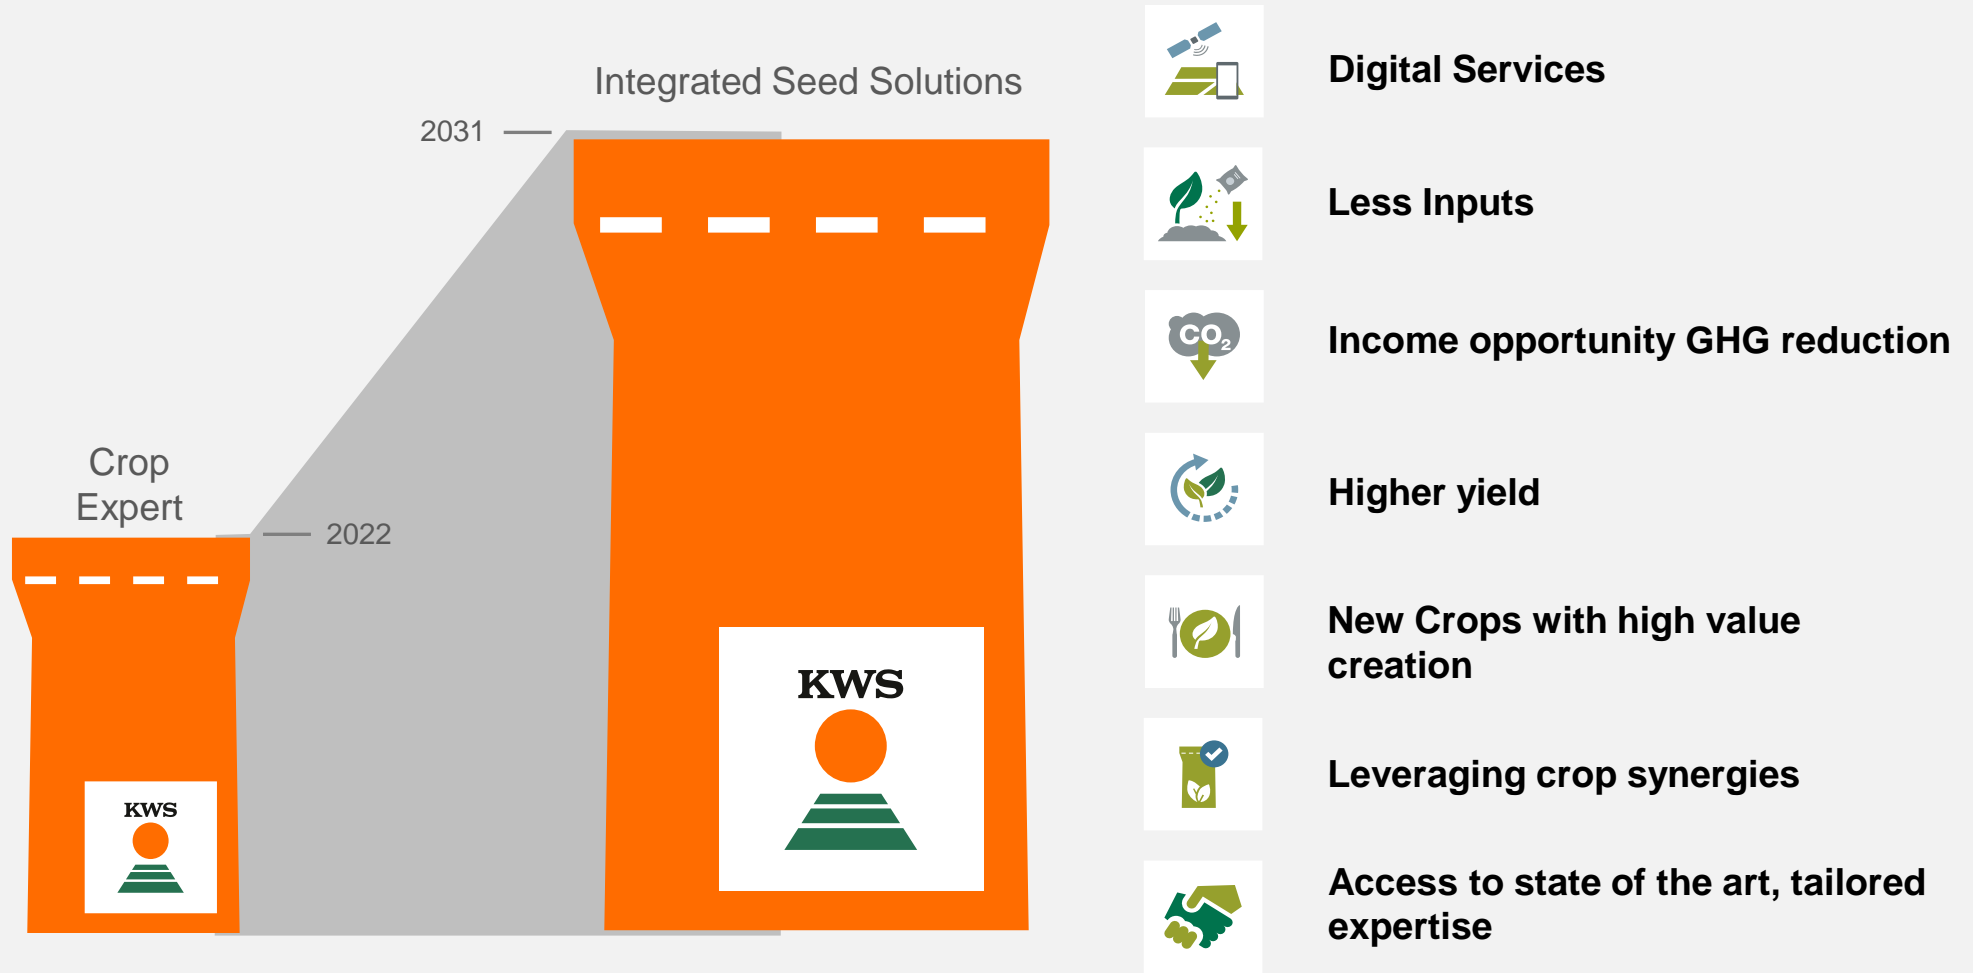 Integrated Seed Solutions
2031
Crop
Expert
2022
KWS
KWS
Digital Services
Less Inputs
CO2
Income opportunity GHG reduction
Higher yield
New Crops with high value
creation
Leveraging crop synergies
Access to state of the art, tailored
expertise